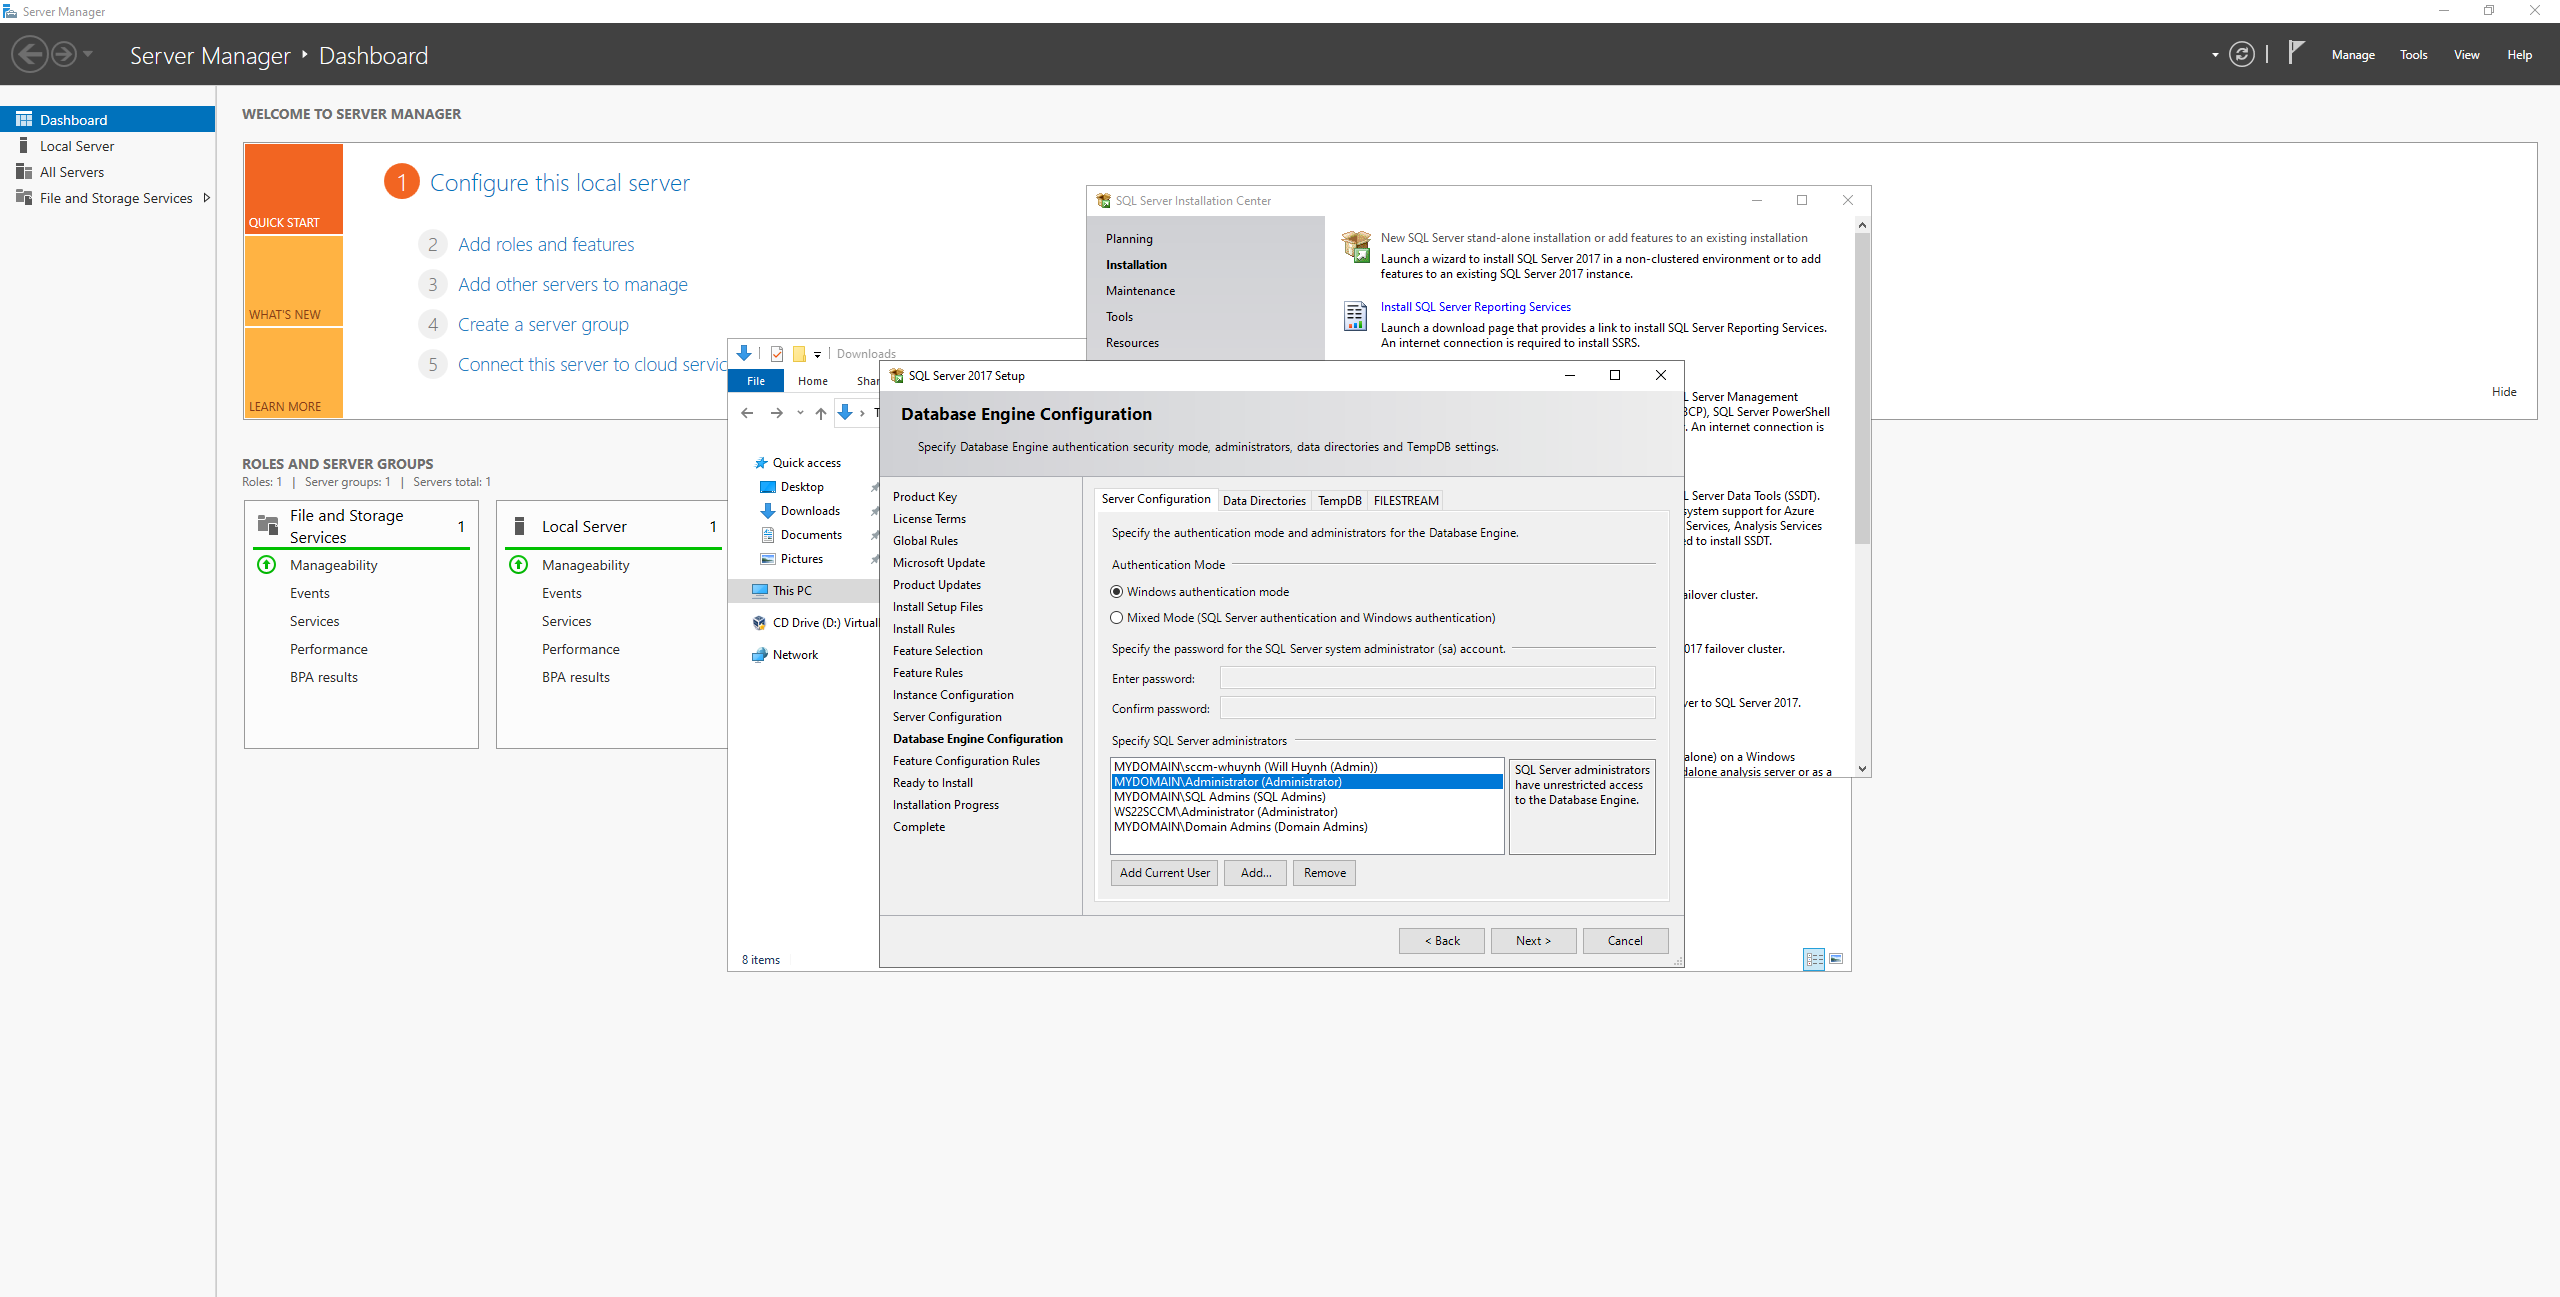 Server Manager
Server Manager ‣ Dashboard
Manage
Tools
View
Help
Dashboard
Local Server
All Servers
File and Storage Services
WELCOME TO SERVER MANAGER
QUICK START
WHAT'S NEW
LEARN MORE
1 Configure this local server
2 Add roles and features
3 Add other servers to manage
4 Create a server group
5 Connect this server to cloud servic
Hide
ROLES AND SERVER GROUPS
Roles: 1 | Server groups: 1 | Servers total: 1
File and Storage
Services
1
Manageability
Events
Services
Performance
BPA results
Local Server 1
Manageability
Events
Services
Performance
BPA results
Downloads
File
Home
Shar
Quick access
Desktop
Downloads
Documents
Pictures
This PC
CD Drive (D:) Virtual
Network
8 items
SQL Server Installation Center
Planning
Installation
Maintenance
Tools
Resources
New SQL Server stand-alone installation or add features to an existing installation
Launch a wizard to install SQL Server 2017 in a non-clustered environment or to add
features to an existing SQL Server 2017 instance.
Install SQL Server Reporting Services
Launch a download page that provides a link to install SQL Server Reporting Services.
An internet connection is required to install SSRS.
L Server Management
BCP), SQL Server PowerShell
. An internet connection is
L Server Data Tools (SSDT).
system support for Azure
Services, Analysis Services
ed to install SSDT.
ailover cluster.
017 failover cluster.
ver to SQL Server 2017.
alone) on a Windows
dalone analysis server or as a
SQL Server 2017 Setup
Database Engine Configuration
Specify Database Engine authentication security mode, administrators, data directories and TempDB settings.
Product Key
License Terms
Global Rules
Microsoft Update
Product Updates
Install Setup Files
Install Rules
Feature Selection
Feature Rules
Instance Configuration
Server Configuration
Database Engine Configuration
Feature Configuration Rules
Ready to Install
Installation Progress
Complete
Server Configuration
Data Directories
TempDB
FILESTREAM
Specify the authentication mode and administrators for the Database Engine.
Authentication Mode
Windows authentication mode
Mixed Mode (SQL Server authentication and Windows authentication)
Specify the password for the SQL Server system administrator (sa) account.
Enter password:
Confirm password:
Specify SQL Server administrators
MYDOMAIN\sccm-whuynh (Will Huynh (Admin))
MYDOMAIN\Administrator (Administrator)
MYDOMAIN\SQL Admins (SQL Admins)
WS22SCCM\Administrator (Administrator)
MYDOMAIN\Domain Admins (Domain Admins)
SQL Server administrators
have unrestricted access
to the Database Engine.
Add Current User
Add...
Remove
< Back
Next >
Cancel